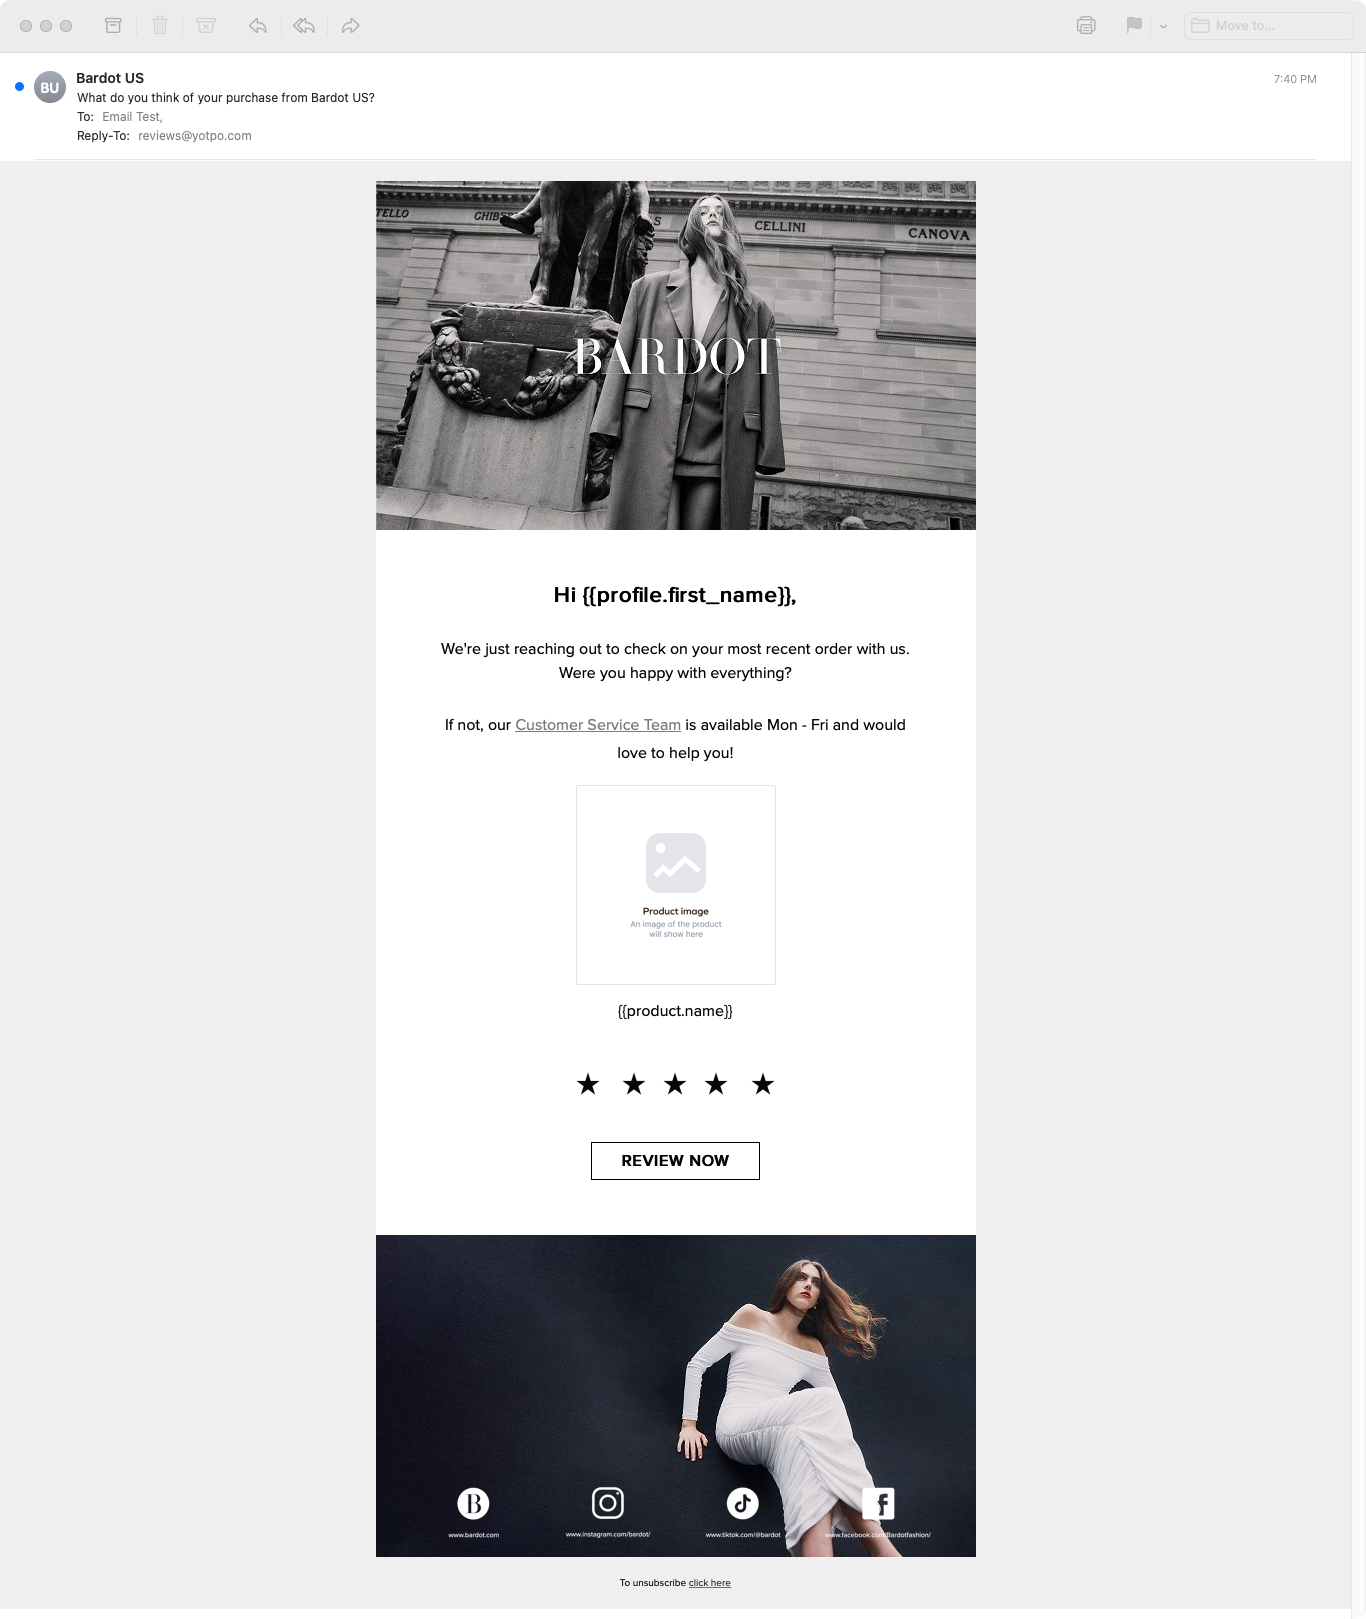 Move to...
BU
Bardot US
7:40 PM
What do you think of your purchase from Bardot US?
To: Email Test,
Reply-To: reviews@yotpo.com
TELLO
GHIBE
S
CELLINI
CANOVA
BARDOT
Hi {{profile.first_name}},
We're just reaching out to check on your most recent order with us.
Were you happy with everything?
If not, our Customer Service Team is available Mon - Fri and would
love to help you!
Product image
An image of the product
will show here
{{product.name}}
REVIEW NOW
B
www.bardot.com
www.instagram.com/bardot/
www.tiktok.com/@bardot
www.facebook.com/Bardotfashion/
To unsubscribe click here